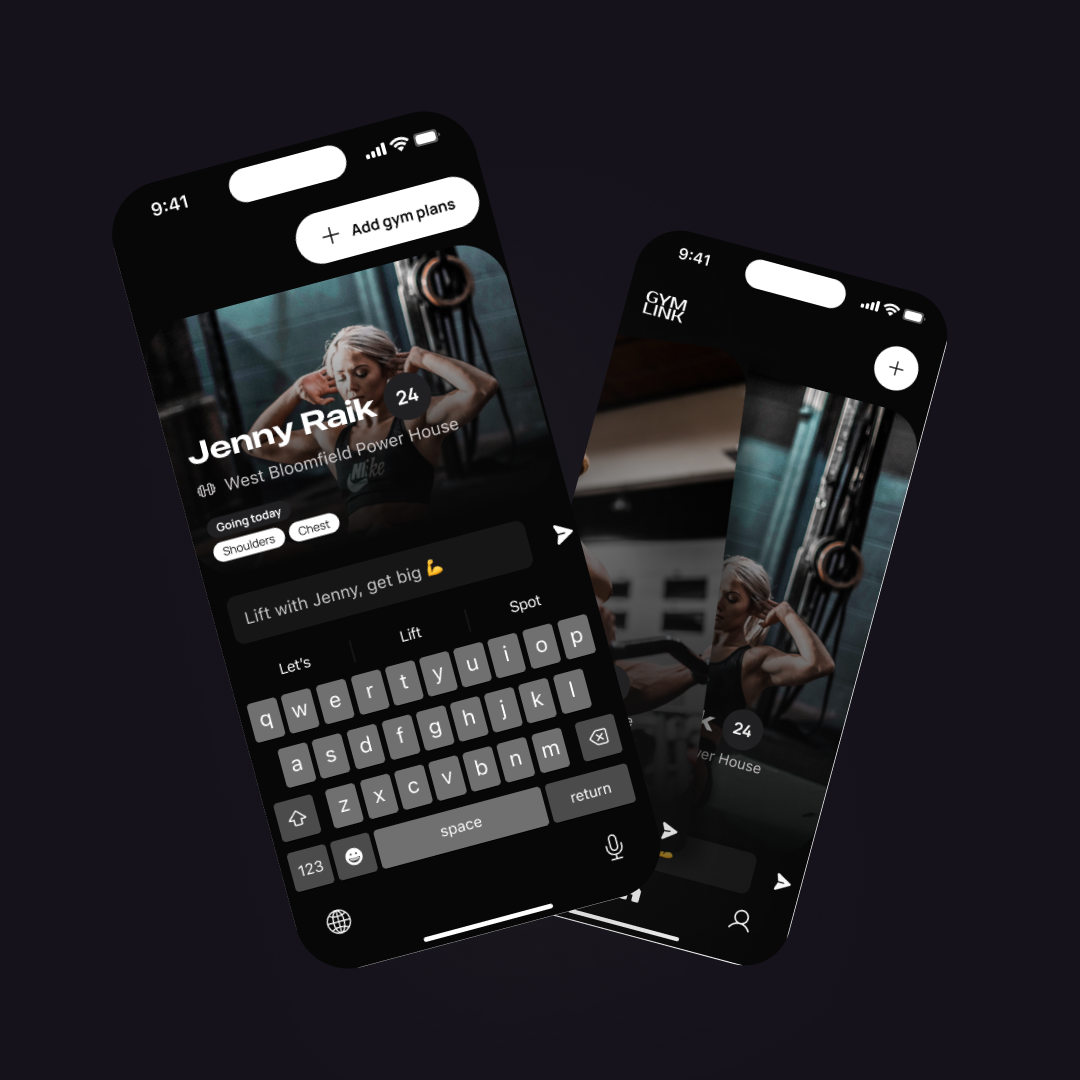 9:41
Add gym plans
Jenny Raik 24
West Bloomfield Power House
Going today
Shoulders Chest
Nike
Lift with Jenny, get big 💪
Let's Lift Spot
q w e r t y u i o p
a s d f g h j k l
z x c v b n m
123 space return
9:41
GYM
LINK
k 24
er House